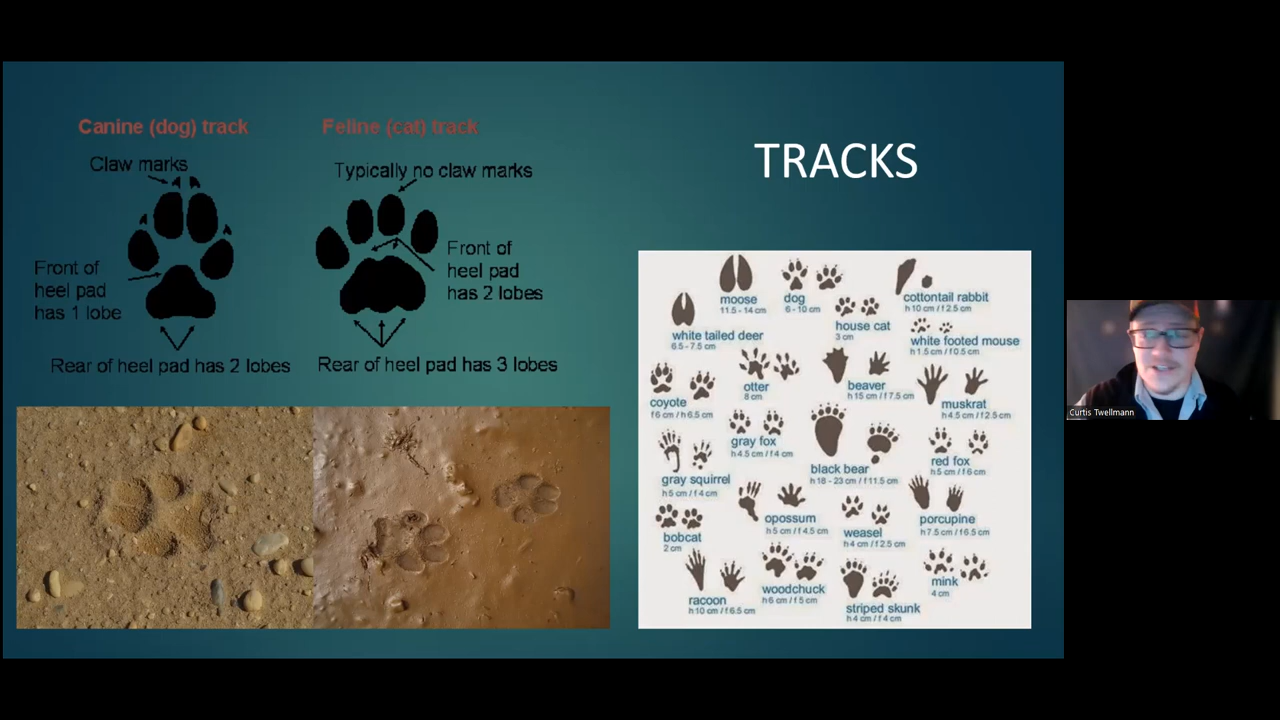 Canine (dog) track
Claw marks
Front of
heel pad
has 1 lobe
Rear of heel pad has 2 lobes
Feline (cat) track
Typically no claw marks
Front of
heel pad
has 2 lobes
Rear of heel pad has 3 lobes
TRACKS
moose
11.5 - 14 cm
dog
6 - 10 cm
cottontail rabbit
h 10 cm / f 2.5 cm
white tailed deer
6.5 - 7.5 cm
house cat
3 cm
white footed mouse
h 1.5 cm / f 0.5 cm
coyote
f 6 cm / h 6.5 cm
otter
8 cm
beaver
h 15 cm / f 7.5 cm
muskrat
h 4.5 cm / f 2.5 cm
gray fox
h 4.5 cm / f 4 cm
gray squirrel
h 5 cm / f 4 cm
black bear
h 18 - 23 cm / f 11.5 cm
red fox
h 5 cm / f 6 cm
bobcat
2 cm
opossum
h 5 cm / f 4.5 cm
weasel
h 4 cm / f 2.5 cm
porcupine
h 7.5 cm / f 6.5 cm
racoon
h 10 cm / f 6.5 cm
woodchuck
h 6 cm / f 5 cm
striped skunk
h 4 cm / f 4 cm
mink
4 cm
Curtis Twellmann